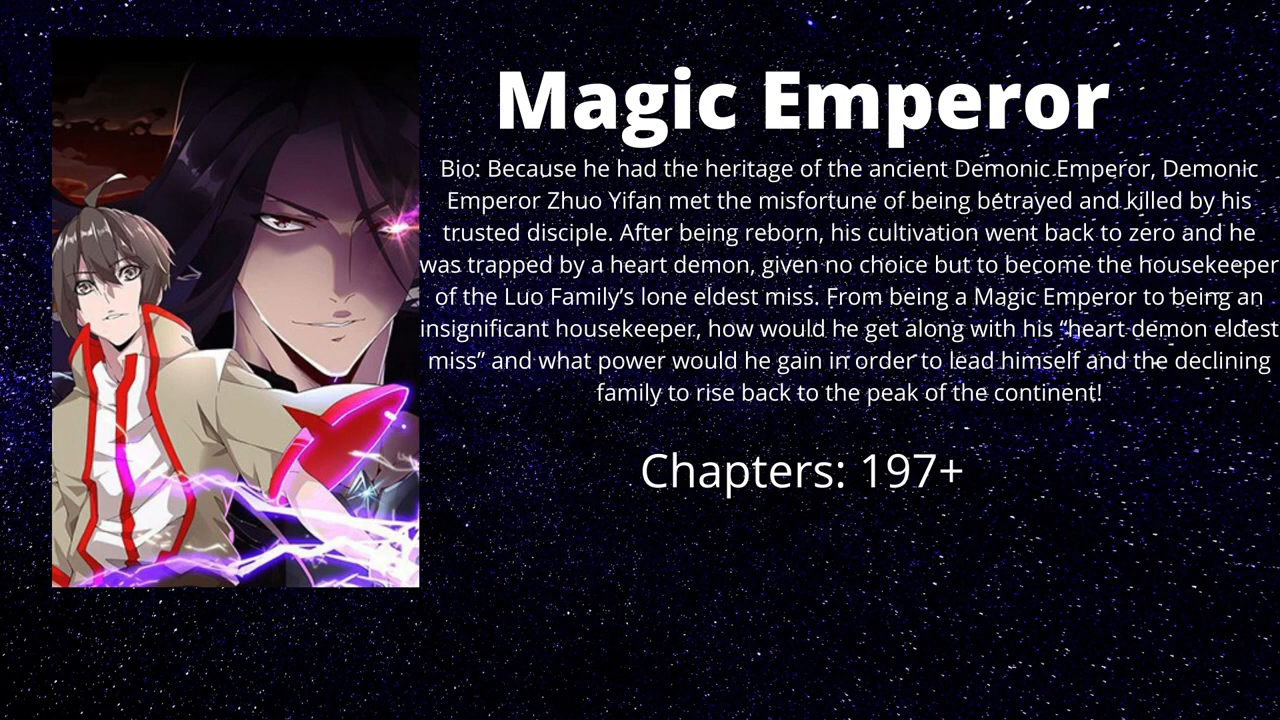 Magic Emperor
Bio: Because he had the heritage of the ancient Demonic Emperor, Demonic
Emperor Zhuo Yifan met the misfortune of being betrayed and killed by his
trusted disciple. After being reborn, his cultivation went back to zero and he
was trapped by a heart demon, given no choice but to become the housekeeper
of the Luo Family’s lone eldest miss. From being a Magic Emperor to being an
insignificant housekeeper, how would he get along with his “heart demon eldest
miss” and what power would he gain in order to lead himself and the declining
family to rise back to the peak of the continent!
Chapters: 197+